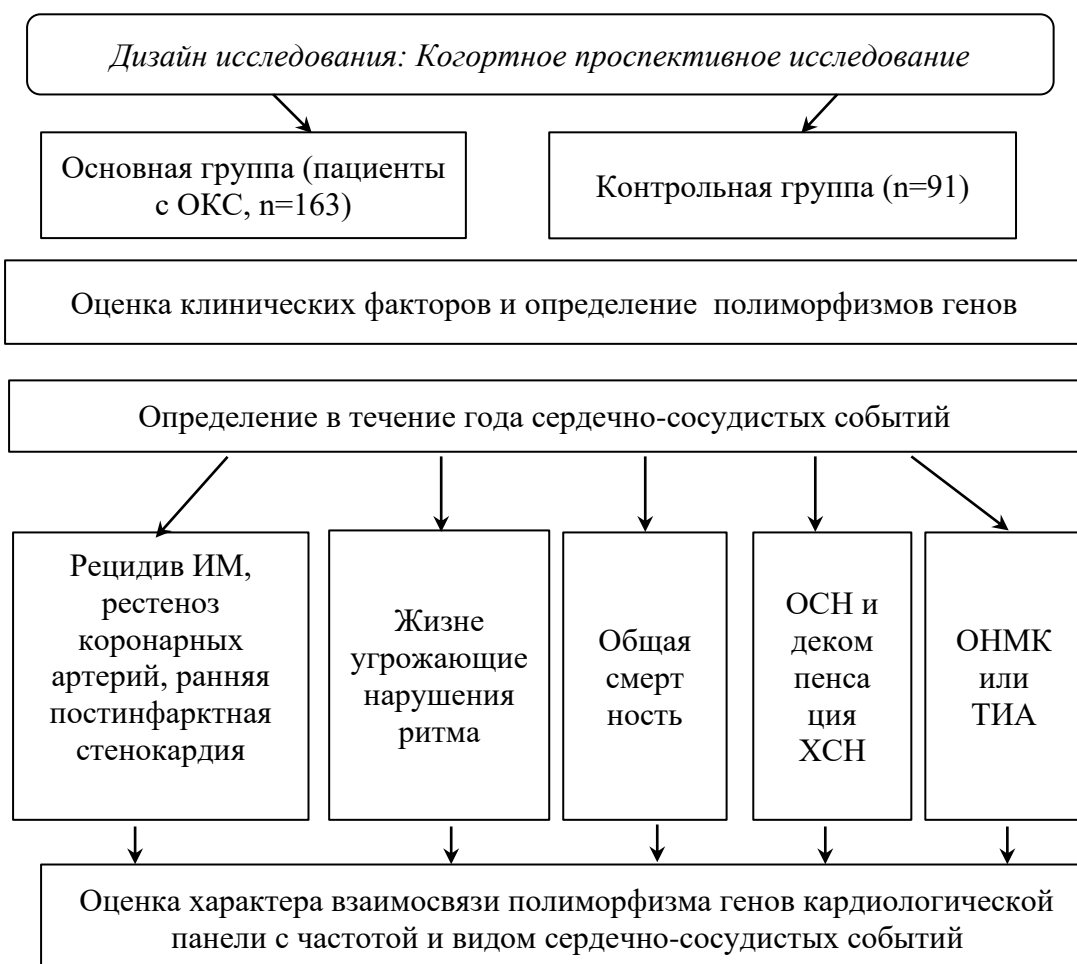 Дизайн исследования: Когортное проспективное исследование
Основная группа (пациенты
с ОКС, n=163)
Контрольная группа (n=91)
Оценка клинических факторов и определение полиморфизмов генов
Определение в течение года сердечно-сосудистых событий
Рецидив ИМ,
рестеноз
коронарных
артерий, ранняя
постинфарктная
стенокардия
Жизне
угрожающие
нарушения
ритма
Общая
смерт
ность
ОСН и
деком
пенса
ция
ХСН
ОНМК
или
ТИА
Оценка характера взаимосвязи полиморфизма генов кардиологической
панели с частотой и видом сердечно-сосудистых событий